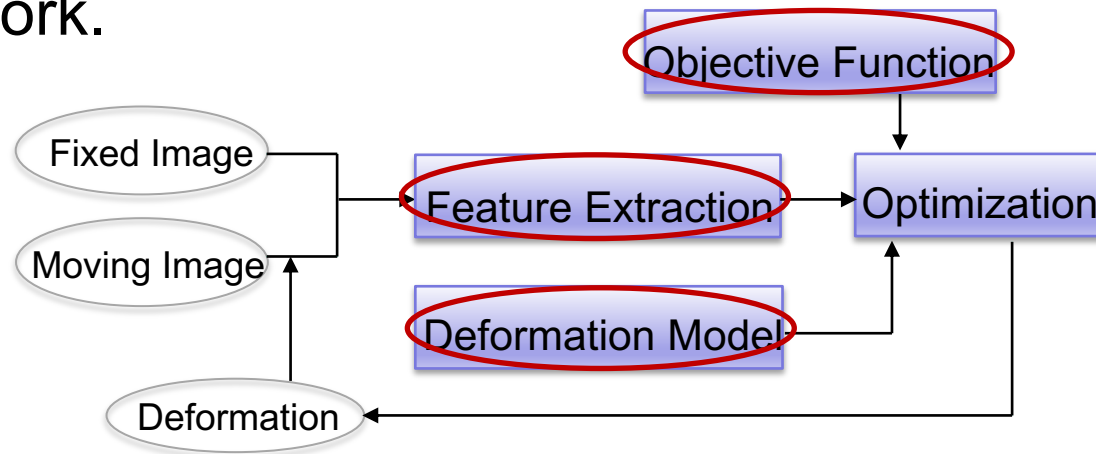 ork.
Objective Function
Fixed Image
Feature Extraction
Optimization
Moving Image
Deformation Model
Deformation